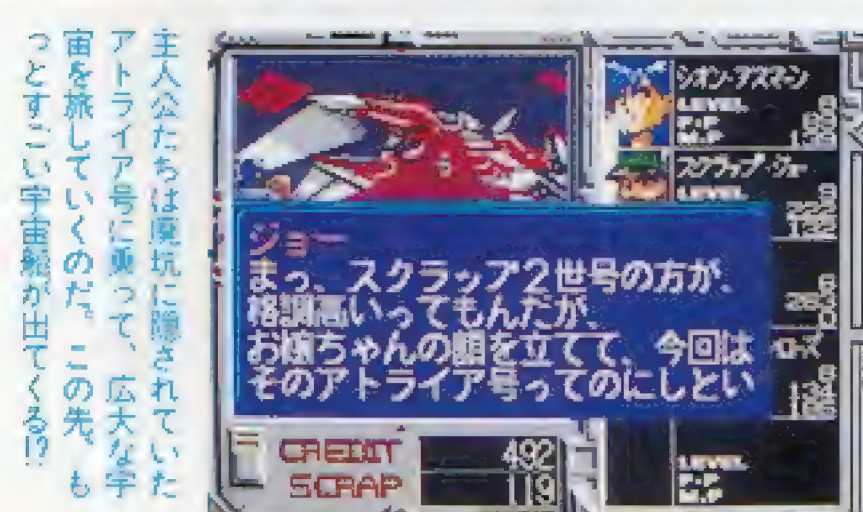 主人公たちは廃坑に隠されていた
アトライア号に乗って、広大な宇
宙を旅していくのだ。この先、も
っとすごい宇宙船が出てくる!?
シオン・アスマーン
LEVEL
P.P
M.P
スクラップ・ジョー
LEVEL
ジョー
まっ、スクラップ2世号の方が、
格調高いってもんだが、
お嬢ちゃんの顔を立てて、今回は
そのアトライア号ってのにしとい
CREDIT 492
SCRAP 119
LEVEL
P.P
M.P